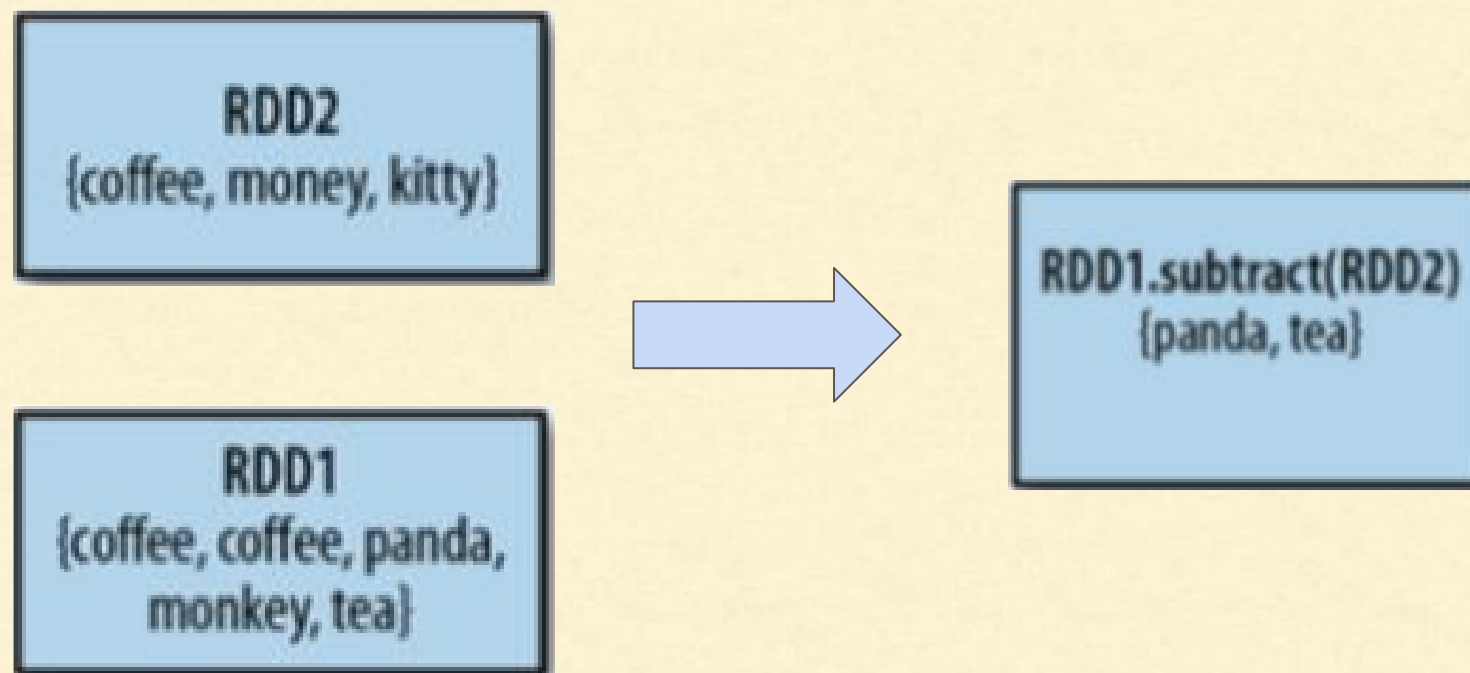 RDD2
{coffee, money, kitty}
RDD1
{coffee, coffee, panda,
monkey, tea}
RDD1.subtract(RDD2)
{panda, tea}